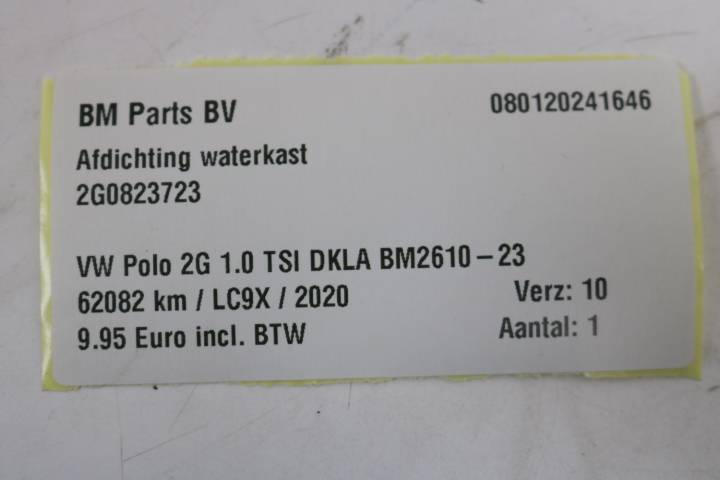 BM Parts BV 080120241646
Afdichting waterkast
2G0823723
VW Polo 2G 1.0 TSI DKLA BM2610-23
62082 km / LC9X / 2020 Verz: 10
9.95 Euro incl. BTW Aantal: 1